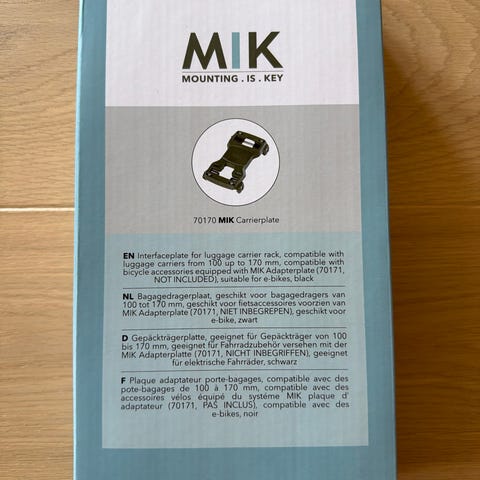 MIK
MOUNTING . IS . KEY
70170 MIK Carrierplate
EN Interfaceplate for luggage carrier rack, compatible with
luggage carriers from 100 up to 170 mm, compatible with
bicycle accessories equipped with MIK Adapterplate (70171,
NOT INCLUDED), suitable for e-bikes, black
NL Bagagedragerplaat, geschikt voor bagagedragers van
100 tot 170 mm, geschikt voor fietsaccessoires voorzien van
MIK Adapterplate (70171, NIET INBEGREPEN), geschikt voor
e-bike, zwart
D Gepäckträgerplatte, geeignet für Gepäckträger von 100
bis 170 mm, geeignet für Fahrradzubehör versehen mit der
MIK Adapterplatte (70171, NICHT INBEGRIFFEN), geeignet
für elektrische Fahrräder, schwarz
F Plaque adaptateur porte-bagages, compatible avec des
pote-bagages de 100 à 170 mm, compatible avec des
accessoires vélos équipé du systéme MIK plaque d'
adaptateur (70171, PAS INCLUS), compatible avec des
e-bikes, noir